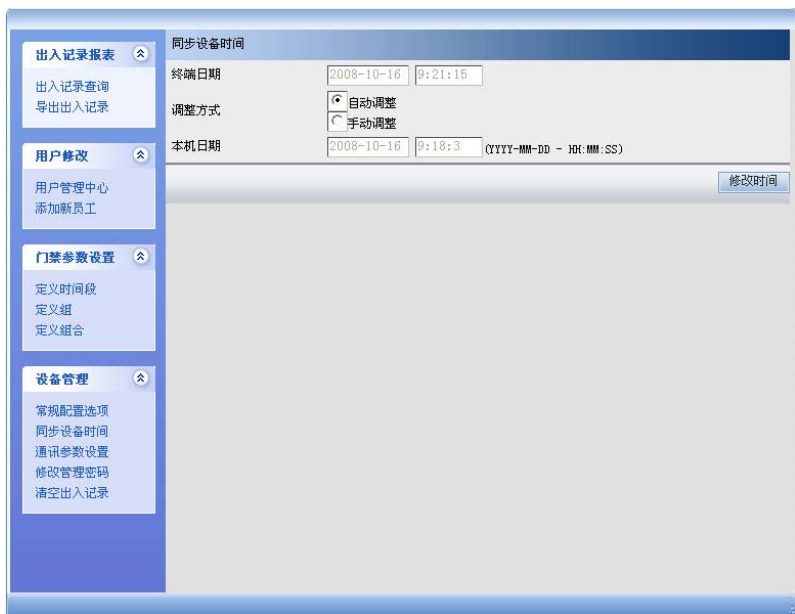 出入记录报表
出入记录查询
导出出入记录
用户修改
用户管理中心
添加新员工
门禁参数设置
定义时间段
定义组
定义组合
设备管理
常规配置选项
同步设备时间
通讯参数设置
修改管理密码
清空出入记录
同步设备时间
终端日期 2008-10-16 9:21:15
调整方式 自动调整
手动调整
本机日期 2008-10-16 9:18:3 (YYYY-MM-DD - HH:MM:SS)
修改时间